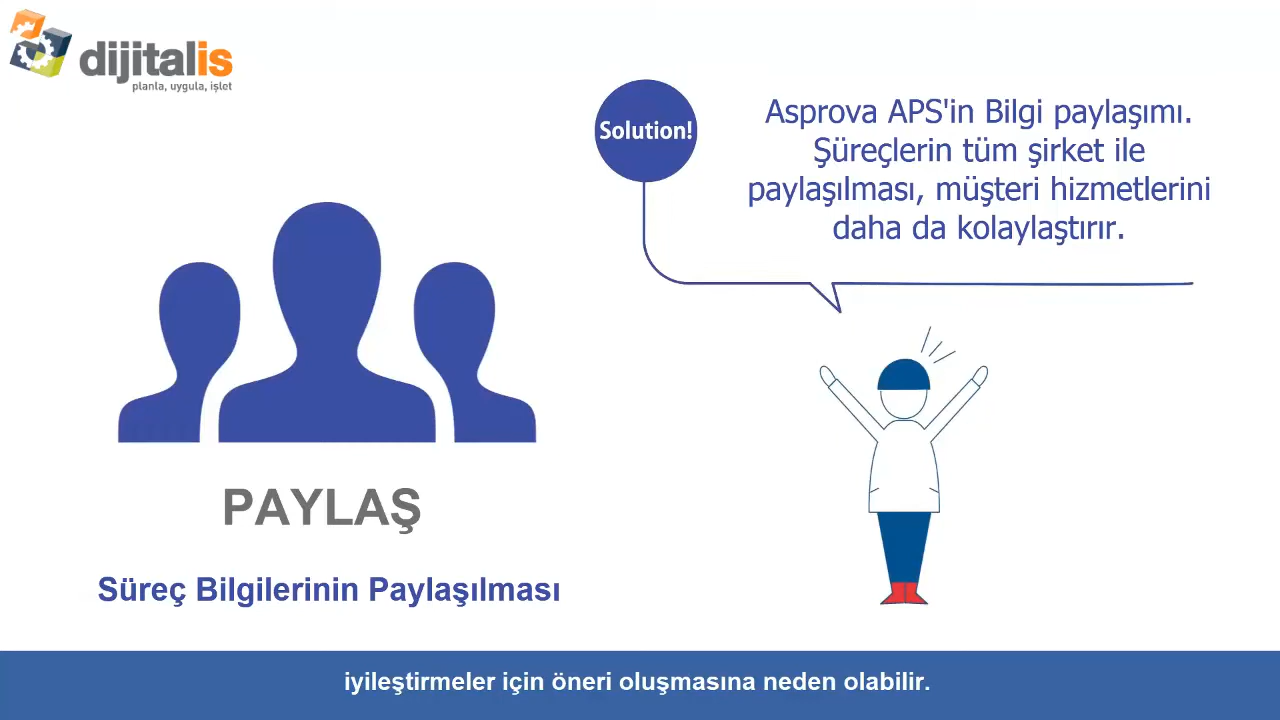 dijitalis
planla, uygula, işlet
Solution!
Asprova APS'in Bilgi paylaşımı.
Şüreçlerin tüm şirket ile
paylaşılması, müşteri hizmetlerini
daha da kolaylaştırır.
PAYLAŞ
Süreç Bilgilerinin Paylaşılması
iyileştirmeler için öneri oluşmasına neden olabilir.